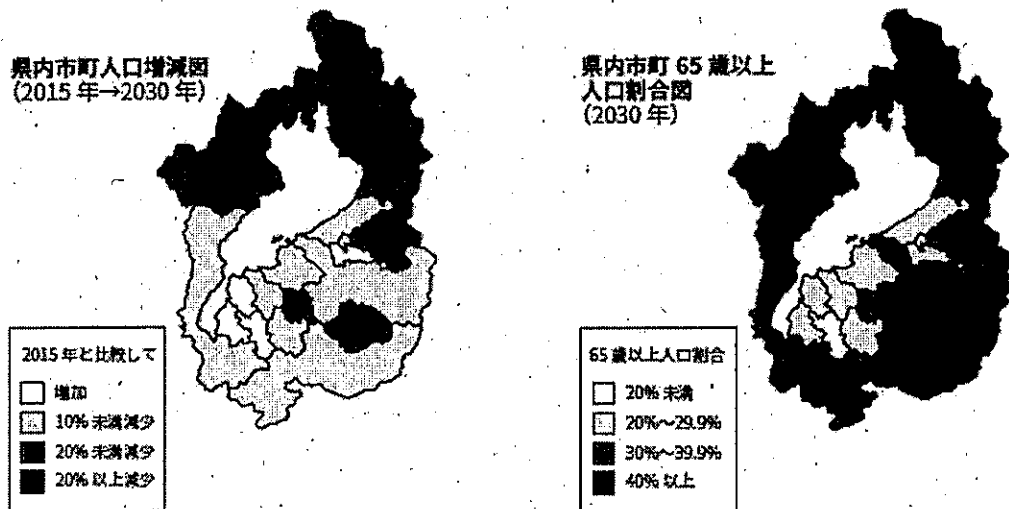 県内市町人口増減図
(2015年→2030年)
2015年と比較して
増加
10%未満減少
20%未満減少
20%以上減少
県内市町65歳以上
人口割合図
(2030年)
65歳以上人口割合
20%未満
20%～29.9%
30%～39.9%
40%以上